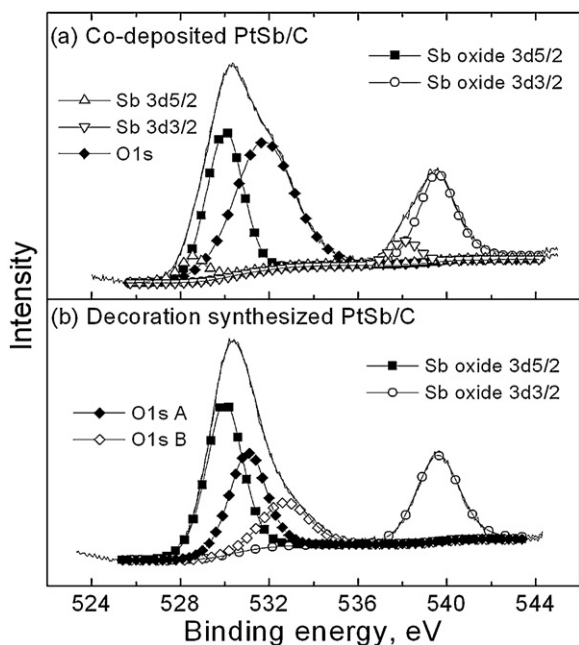 (a) Co-deposited PtSb/C
Sb 3d5/2
Sb 3d3/2
O1s
Sb oxide 3d5/2
Sb oxide 3d3/2
(b) Decoration synthesized PtSb/C
O1s A
O1s B
Sb oxide 3d5/2
Sb oxide 3d3/2
Intensity
524 528 532 536 540 544
Binding energy, eV